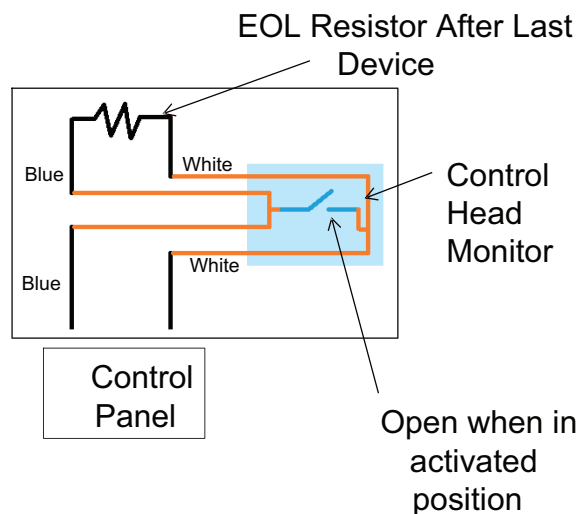 EOL Resistor After Last
Device
Blue
White
Control
Head
Monitor
Blue
White
Control
Panel
Open when in
activated
position